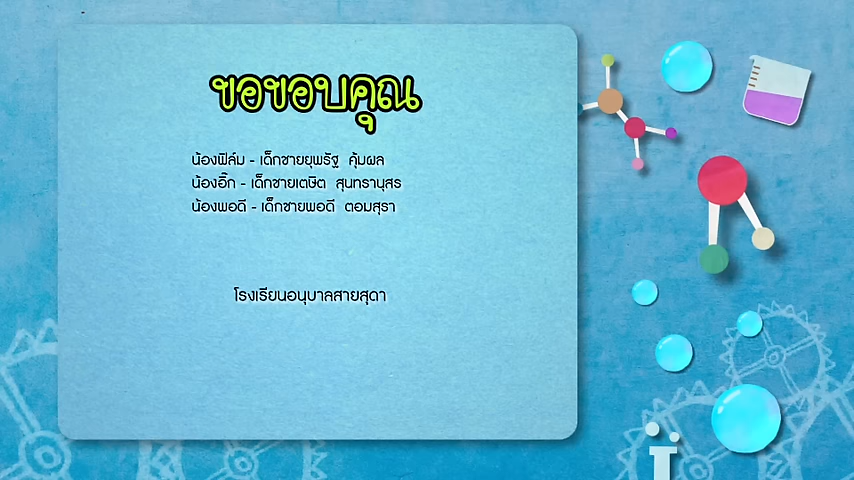 ขอขอบคุณ
น้องฟิล์ม - เด็กชายยุพรัฐ คุ้มผล
น้องอิ๊ก - เด็กชายเตชิต สุนทรานุสร
น้องพอดี - เด็กชายพอดี ตอมสุรา
โรงเรียนอนุบาลสายสุดา